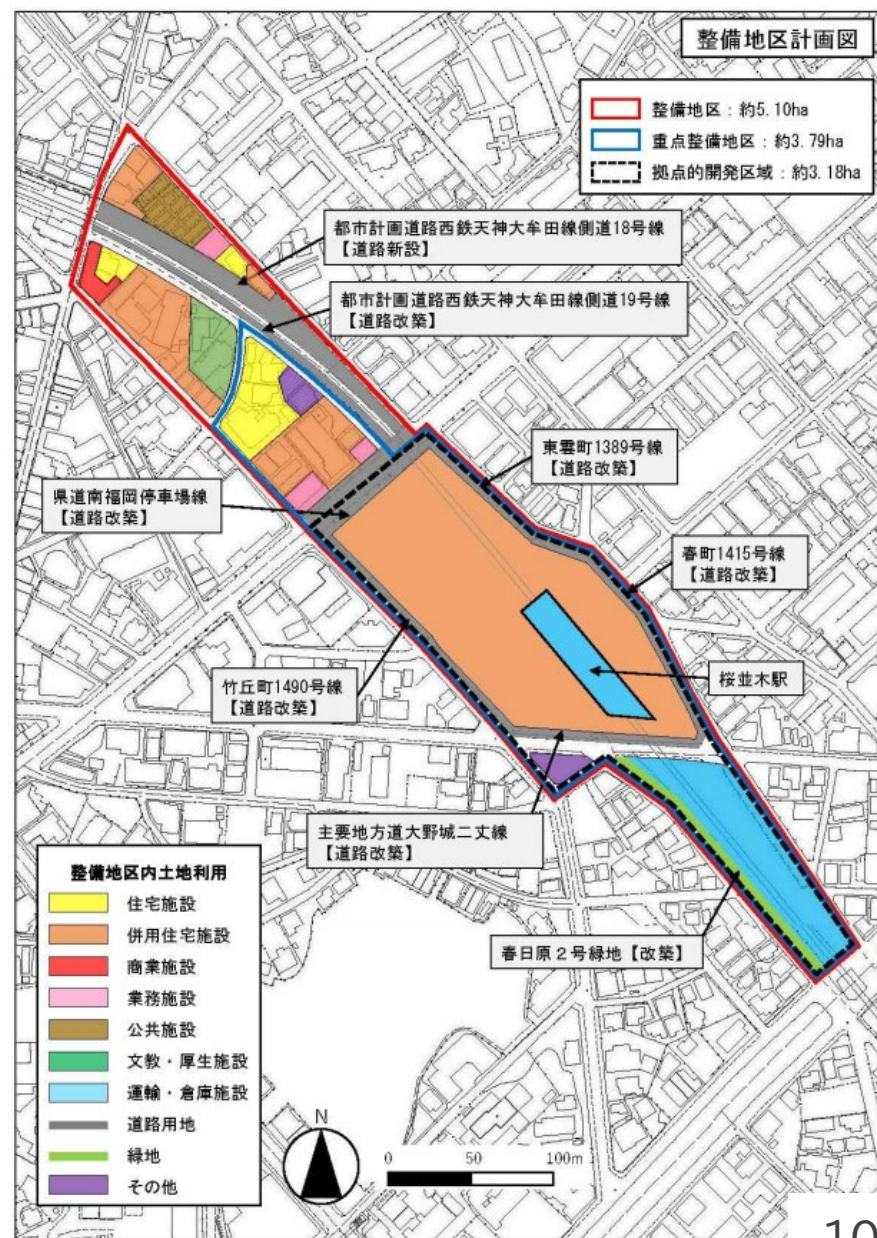 整備地区計画図
整備地区：約5.10ha
重点整備地区：約3.79ha
拠点的開発区域：約3.18ha
都市計画道路西鉄天神大牟田線側道18号線
【道路新設】
都市計画道路西鉄天神大牟田線側道19号線
【道路改築】
東雲町1389号線
【道路改築】
県道南福岡停車場線
【道路改築】
春町1415号線
【道路改築】
桜並木駅
竹丘町1490号線
【道路改築】
主要地方道大野城二丈線
【道路改築】
春日原２号緑地【改築】
整備地区内土地利用
住宅施設
併用住宅施設
商業施設
業務施設
公共施設
文教・厚生施設
運輸・倉庫施設
道路用地
緑地
その他
N
0 50 100m
10